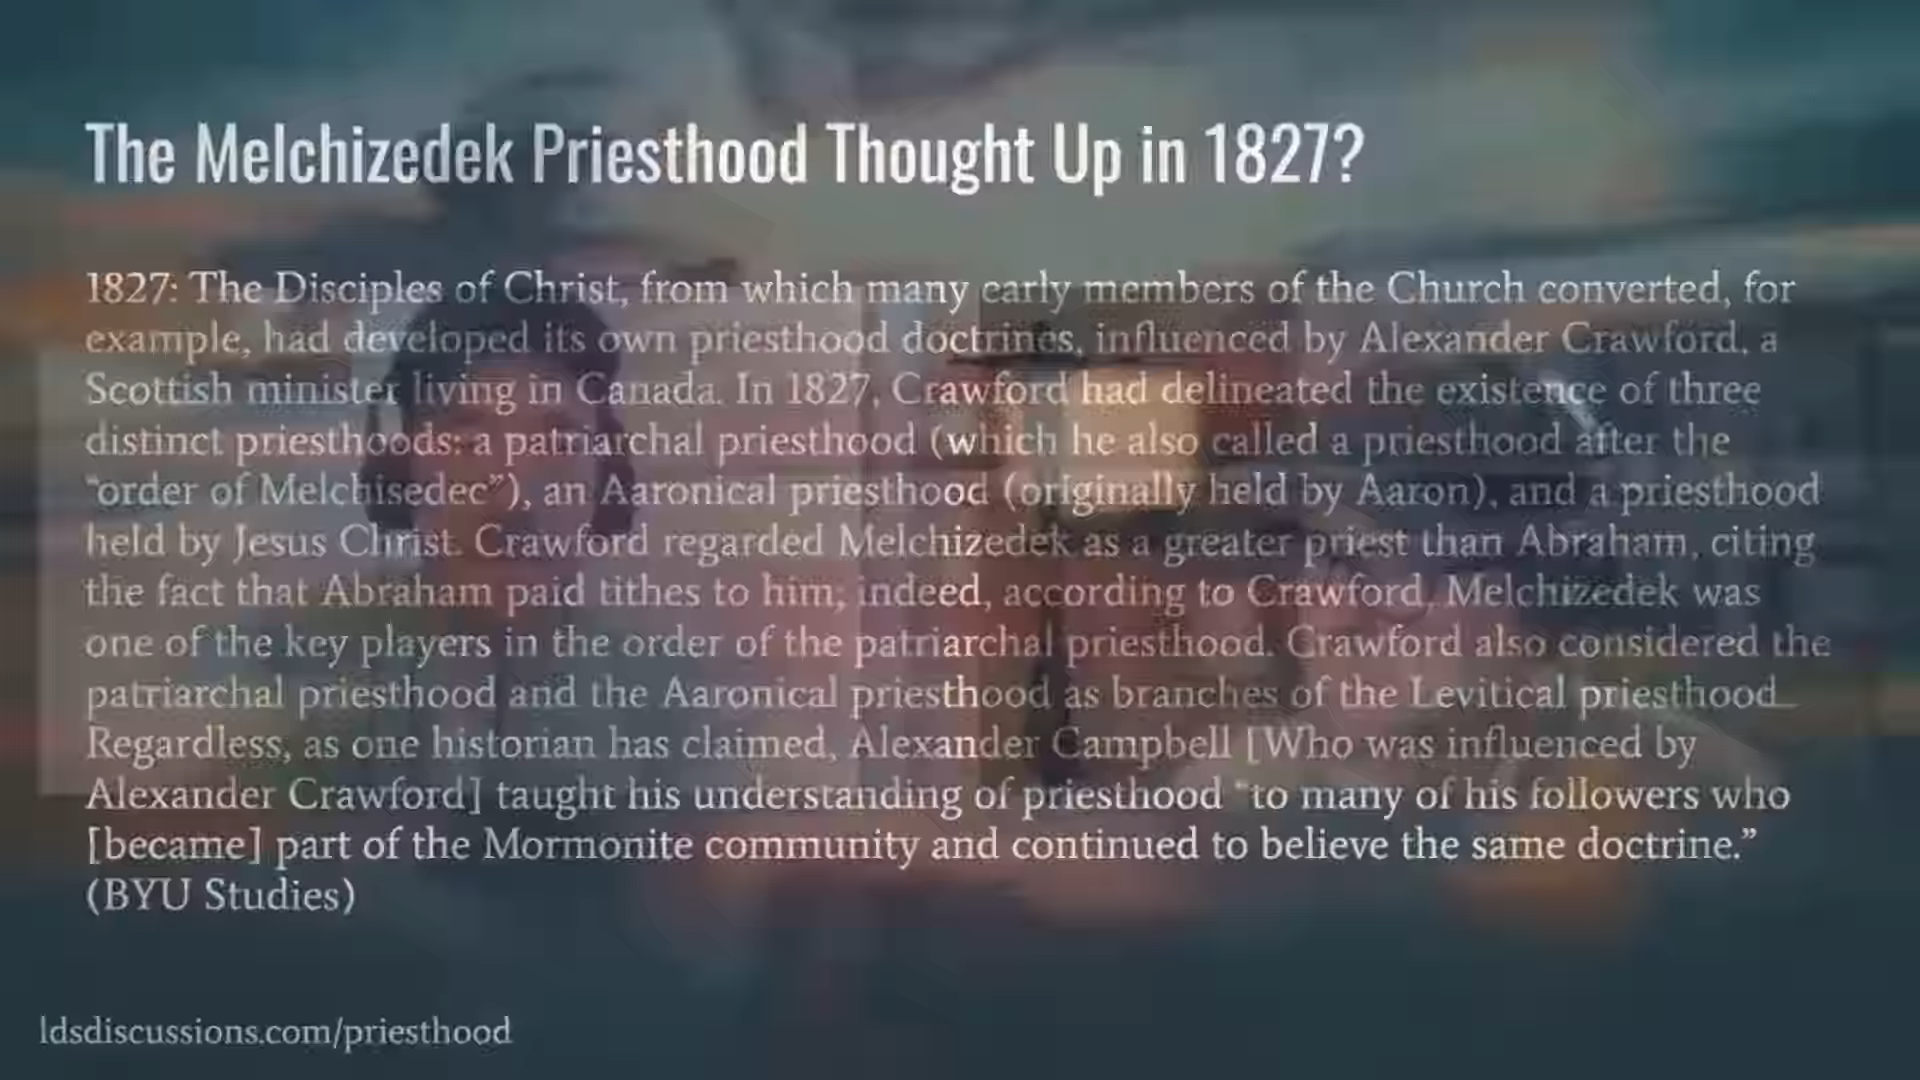 The Melchizedek Priesthood Thought Up in 1827?
1827: The Disciples of Christ, from which many early members of the Church converted, for
example, had developed its own priesthood doctrines, influenced by Alexander Crawford, a
Scottish minister living in Canada. In 1827, Crawford had delineated the existence of three
distinct priesthoods: a patriarchal priesthood (which he also called a priesthood after the
“order of Melchisedec”), an Aaronical priesthood (originally held by Aaron), and a priesthood
held by Jesus Christ. Crawford regarded Melchizedek as a greater priest than Abraham, citing
the fact that Abraham paid tithes to him; indeed, according to Crawford, Melchizedek was
one of the key players in the order of the patriarchal priesthood. Crawford also considered the
patriarchal priesthood and the Aaronical priesthood as branches of the Levitical priesthood.
Regardless, as one historian has claimed, Alexander Campbell [Who was influenced by
Alexander Crawford] taught his understanding of priesthood “to many of his followers who
[became] part of the Mormonite community and continued to believe the same doctrine.”
(BYU Studies)
ldsdiscussions.com/priesthood